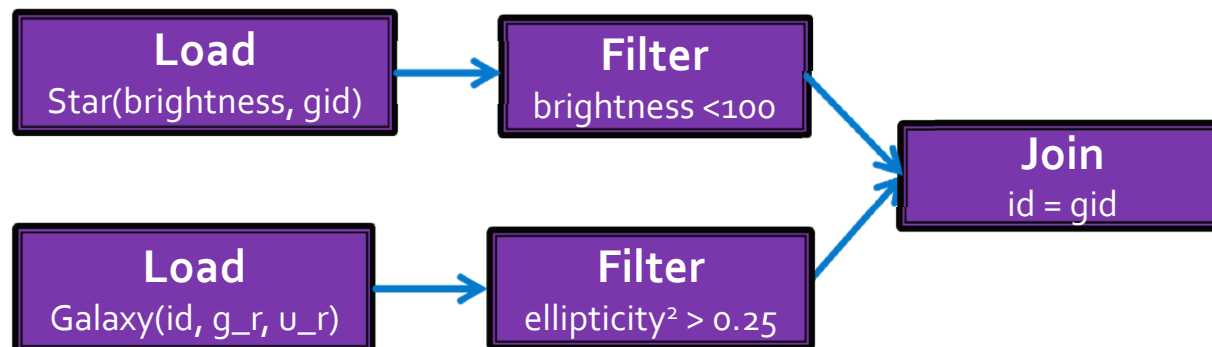 Load
Star(brightness, gid)
Filter
brightness <100
Join
id = gid
Load
Galaxy(id, g_r, u_r)
Filter
ellipticity² > 0.25